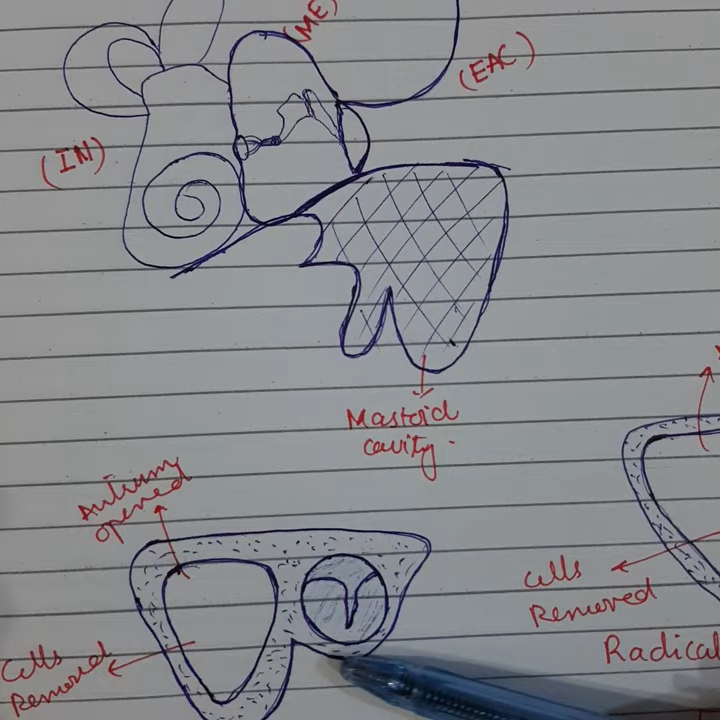 (ME)
(EAC)
(IN)
Mastoid
cavity.
Antrum
opened
Cells
Removed
Cells
Removed
Radical